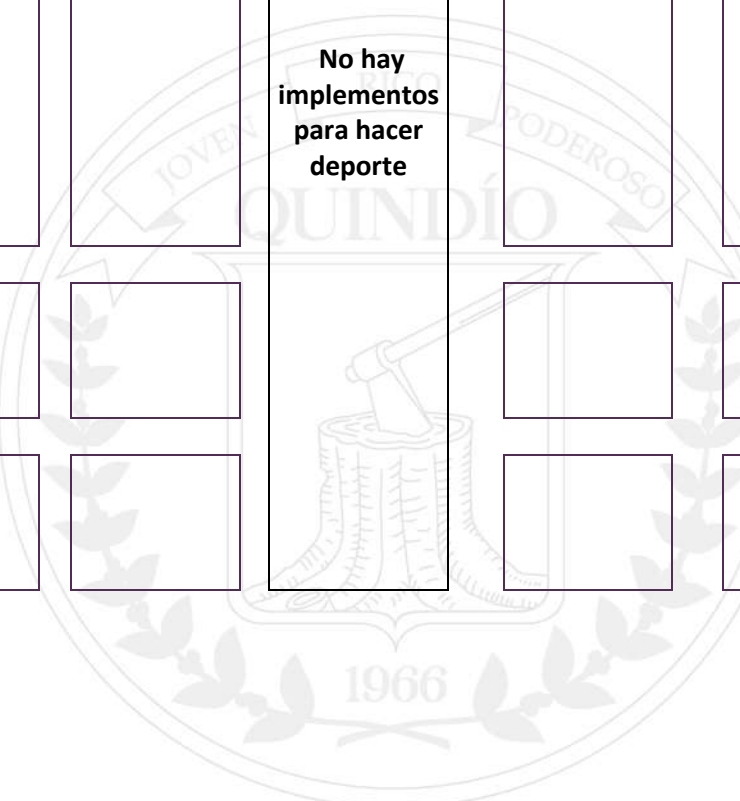 No hay
implementos
para hacer
deporte
JOVEN RICO PODEROSO
QUINDÍO
1966